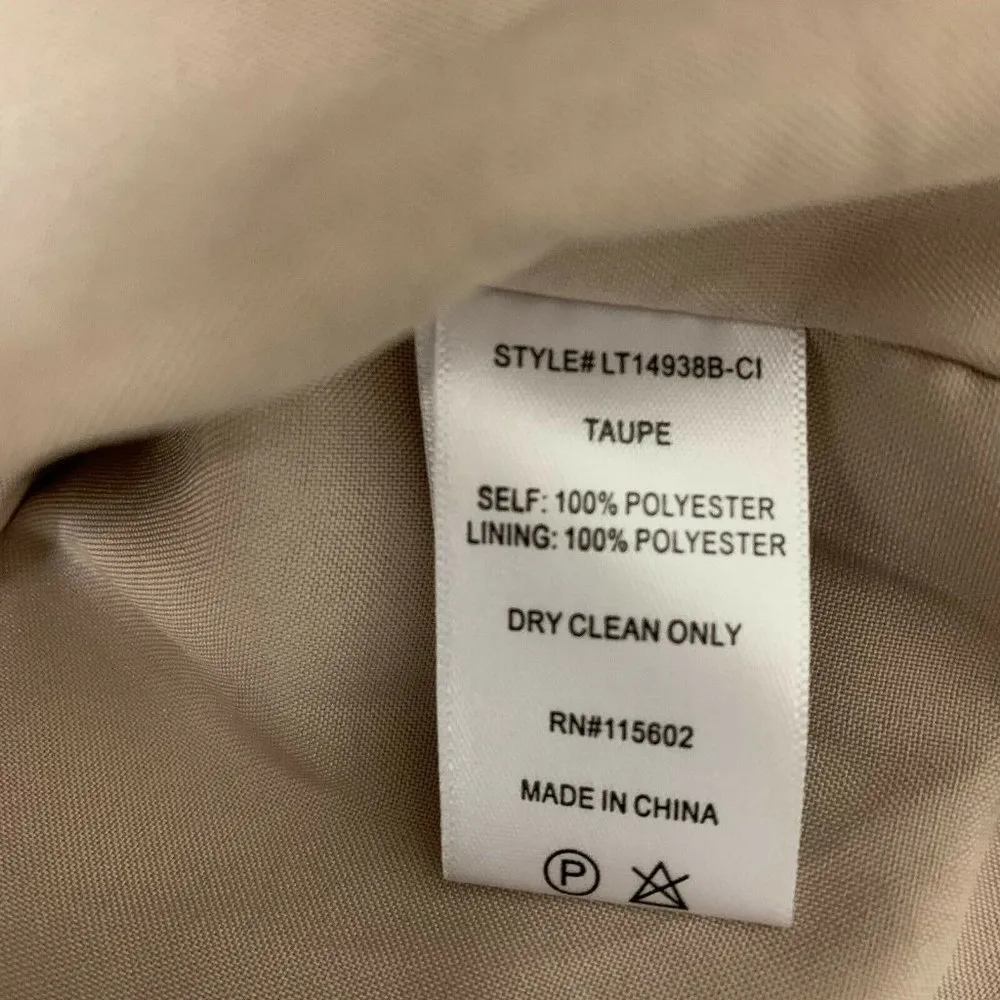 STYLE# LT14938B-CI
TAUPE
SELF: 100% POLYESTER
LINING: 100% POLYESTER
DRY CLEAN ONLY
RN#115602
MADE IN CHINA
P